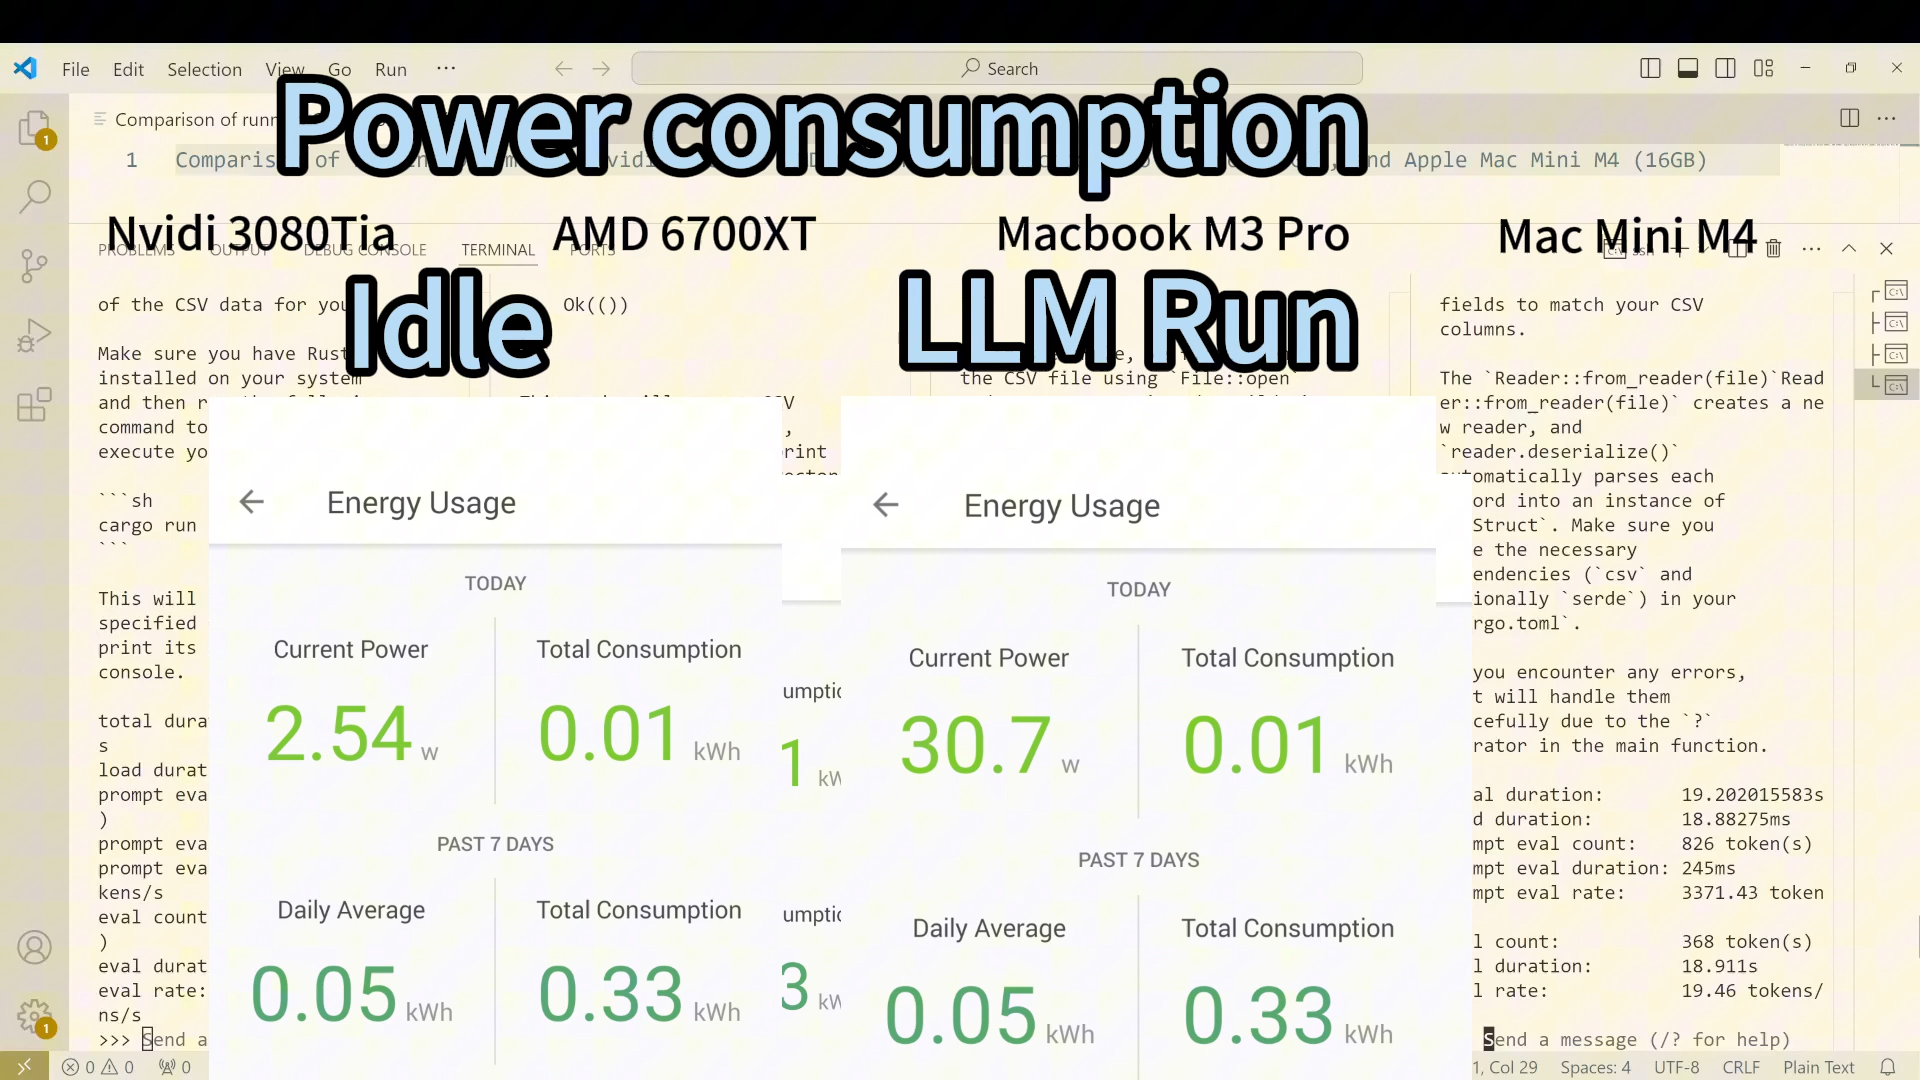 File Edit Selection View Go Run ··· Search
Power consumption
Comparison of runn
1 Comparis of and Apple Mac Mini M4 (16GB)
Nvidi 3080Tia AMD 6700XT Macbook M3 Pro Mac Mini M4
PROBLEMS OUTPUT DEBUG CONSOLE TERMINAL PORTS
Idle LLM Run
of the CSV data for you
Make sure you have Rust
installed on your system
and then
command to
execute yo
```sh
cargo run
```
This will
specified
print its
console.
total dura
s
load durat
prompt eva
)
prompt eva
prompt eva
kens/s
eval count
)
eval durat
eval rate:
ns/s
>>> Send a
Ok(())
rint
the CSV file using `File::open`
Energy Usage
TODAY
Current Power Total Consumption
2.54 w 0.01 kWh
PAST 7 DAYS
Daily Average Total Consumption
0.05 kWh 0.33 kWh
umptic
1 kW
umptic
3 kW
Energy Usage
TODAY
Current Power Total Consumption
30.7 w 0.01 kWh
PAST 7 DAYS
Daily Average Total Consumption
0.05 kWh 0.33 kWh
fields to match your CSV
columns.
The `Reader::from_reader(file)`Read
er::from_reader(file)` creates a ne
w reader, and
`reader.deserialize()`
automatically parses each
ord into an instance of
Struct`. Make sure you
e the necessary
endencies (`csv` and
ionally `serde`) in your
rgo.toml`.
you encounter any errors,
t will handle them
cefully due to the `?`
rator in the main function.
al duration: 19.202015583s
d duration: 18.88275ms
mpt eval count: 826 token(s)
mpt eval duration: 245ms
mpt eval rate: 3371.43 token
l count: 368 token(s)
l duration: 18.911s
l rate: 19.46 tokens/
Send a message (/? for help)
0 0 0 1, Col 29 Spaces: 4 UTF-8 CRLF Plain Text